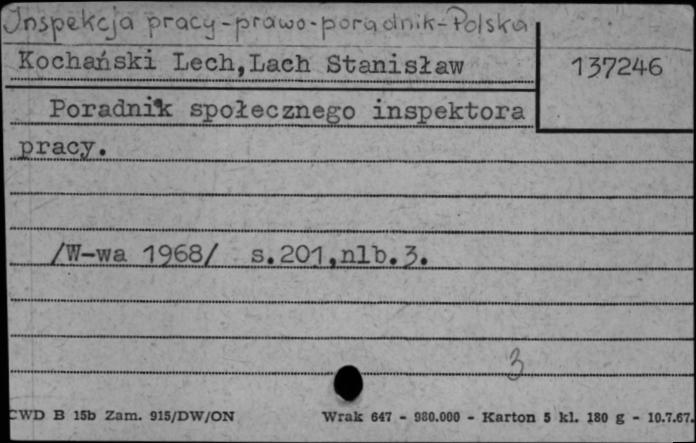 Inspekcja pracy-prawo-poradnik-Polska
Kochański Lech,Lach Stanisław
137246
Poradnik społecznego inspektora
pracy.
/W-wa 1968/ s.201,nlb.3.
3
CWD B 15b Zam. 915/DW/ON Wrak 647 - 980.000 - Karton 5 kl. 180 g - 10.7.67.